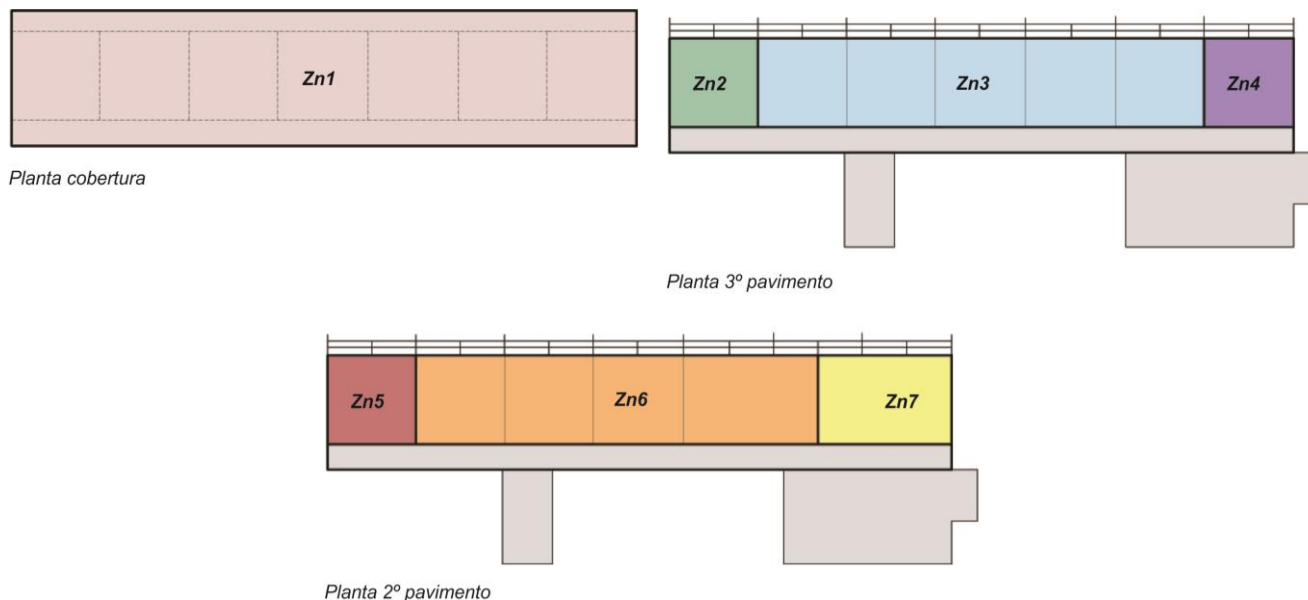 Zn1
Planta cobertura
Zn2 Zn3 Zn4
Planta 3º pavimento
Zn5 Zn6 Zn7
Planta 2º pavimento